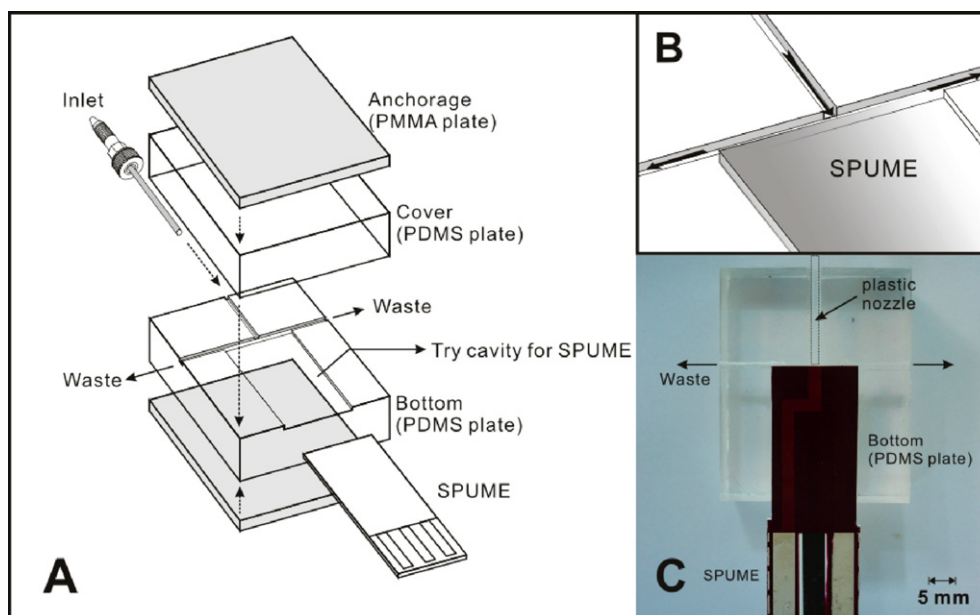 Inlet
Anchorage
(PMMA plate)
Cover
(PDMS plate)
Waste
Try cavity for SPUME
Waste
Bottom
(PDMS plate)
SPUME
A
B
SPUME
plastic
nozzle
Waste
Bottom
(PDMS plate)
SPUME
C
5 mm